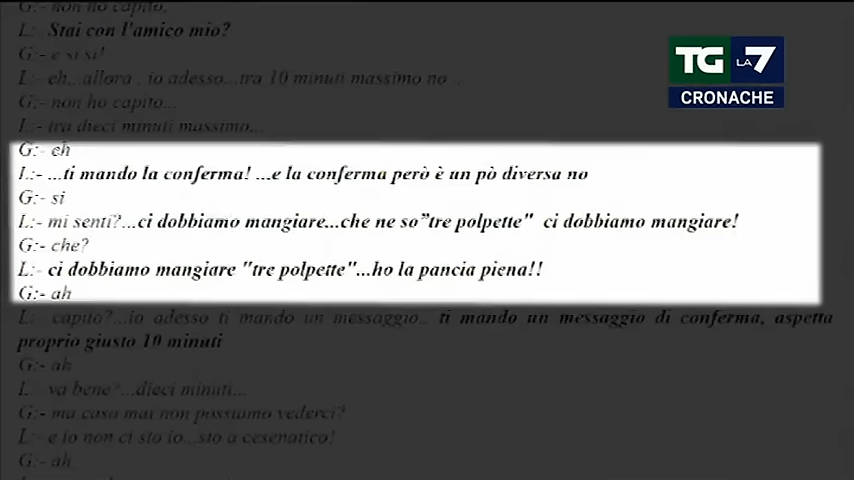 G:- non ho capito.
L:- Stai con l'amico mio?
G:- e si si!
L:- eh...allora . io adesso...tra 10 minuti massimo no ..
G:- non ho capito...
L:- tra dieci minuti massimo...
G:- eh
L:- ...ti mando la conferma! ...e la conferma però è un pò diversa no
G:- si
L:- mi senti?...ci dobbiamo mangiare...che ne so"tre polpette" ci dobbiamo mangiare!
G:- che?
L:- ci dobbiamo mangiare "tre polpette"...ho la pancia piena!!
G:- ah
L:- capito?...io adesso ti mando un messaggio.. ti mando un messaggio di conferma, aspetta
proprio giusto 10 minuti
G:- ah
L:- va bene?...dieci minuti...
G:- ma caso mai non possiamo vederci?
L:- e io non ci sto io...sto a cesenatico!
G:- ah
TG LA7
CRONACHE